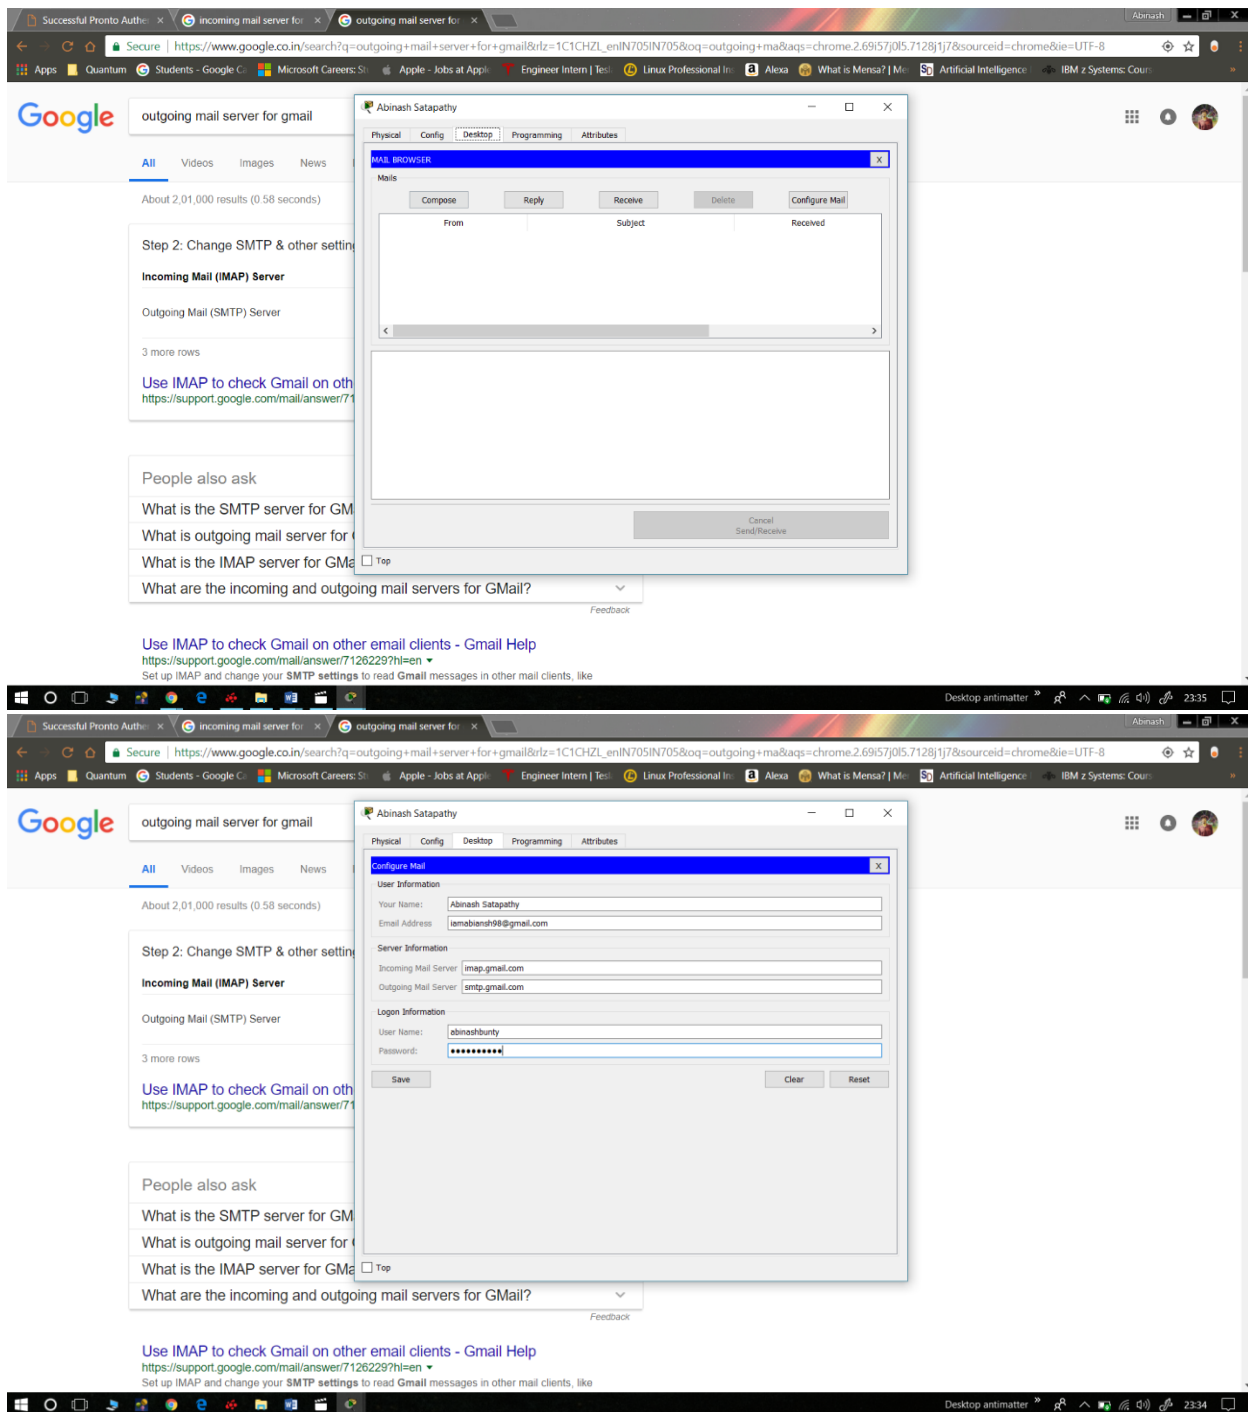 Successful Pronto Authe
incoming mail server for
outgoing mail server for
Abinash
Secure | https://www.google.co.in/search?q=outgoing+mail+server+for+gmail&rlz=1C1CHZL_enIN705IN705&oq=outgoing+ma&aqs=chrome.2.69i57j0l5.7128j1j7&sourceid=chrome&ie=UTF-8
Apps Quantum Students - Google Microsoft Careers: St Apple - Jobs at Apple Engineer Intern | Tesl Linux Professional In Alexa What is Mensa? | Me Artificial Intelligence IBM z Systems: Cours
Google
outgoing mail server for gmail
All Videos Images News
About 2,01,000 results (0.58 seconds)
Step 2: Change SMTP & other settin
Incoming Mail (IMAP) Server
Outgoing Mail (SMTP) Server
3 more rows
Use IMAP to check Gmail on oth
https://support.google.com/mail/answer/71
People also ask
What is the SMTP server for GM
What is outgoing mail server for
What is the IMAP server for GMa
What are the incoming and outgoing mail servers for GMail?
Feedback
Use IMAP to check Gmail on other email clients - Gmail Help
https://support.google.com/mail/answer/7126229?hl=en
Set up IMAP and change your SMTP settings to read Gmail messages in other mail clients, like
Abinash Satapathy
Physical Config Desktop Programming Attributes
MAIL BROWSER X
Mails
Compose Reply Receive Delete Configure Mail
From Subject Received
Cancel
Send/Receive
Top
Desktop antimatter 23:35
Successful Pronto Authe
incoming mail server for
outgoing mail server for
Abinash
Secure | https://www.google.co.in/search?q=outgoing+mail+server+for+gmail&rlz=1C1CHZL_enIN705IN705&oq=outgoing+ma&aqs=chrome.2.69i57j0l5.7128j1j7&sourceid=chrome&ie=UTF-8
Apps Quantum Students - Google Microsoft Careers: St Apple - Jobs at Apple Engineer Intern | Tesl Linux Professional In Alexa What is Mensa? | Me Artificial Intelligence IBM z Systems: Cours
Google
outgoing mail server for gmail
All Videos Images News
About 2,01,000 results (0.58 seconds)
Step 2: Change SMTP & other settin
Incoming Mail (IMAP) Server
Outgoing Mail (SMTP) Server
3 more rows
Use IMAP to check Gmail on oth
https://support.google.com/mail/answer/71
People also ask
What is the SMTP server for GM
What is outgoing mail server for
What is the IMAP server for GMa
What are the incoming and outgoing mail servers for GMail?
Feedback
Use IMAP to check Gmail on other email clients - Gmail Help
https://support.google.com/mail/answer/7126229?hl=en
Set up IMAP and change your SMTP settings to read Gmail messages in other mail clients, like
Abinash Satapathy
Physical Config Desktop Programming Attributes
Configure Mail X
User Information
Your Name: Abinash Satapathy
Email Address iamabiansh98@gmail.com
Server Information
Incoming Mail Server imap.gmail.com
Outgoing Mail Server smtp.gmail.com
Logon Information
User Name: abinashbunty
Password: ●●●●●●●●●●
Save Clear Reset
Top
Desktop antimatter 23:34